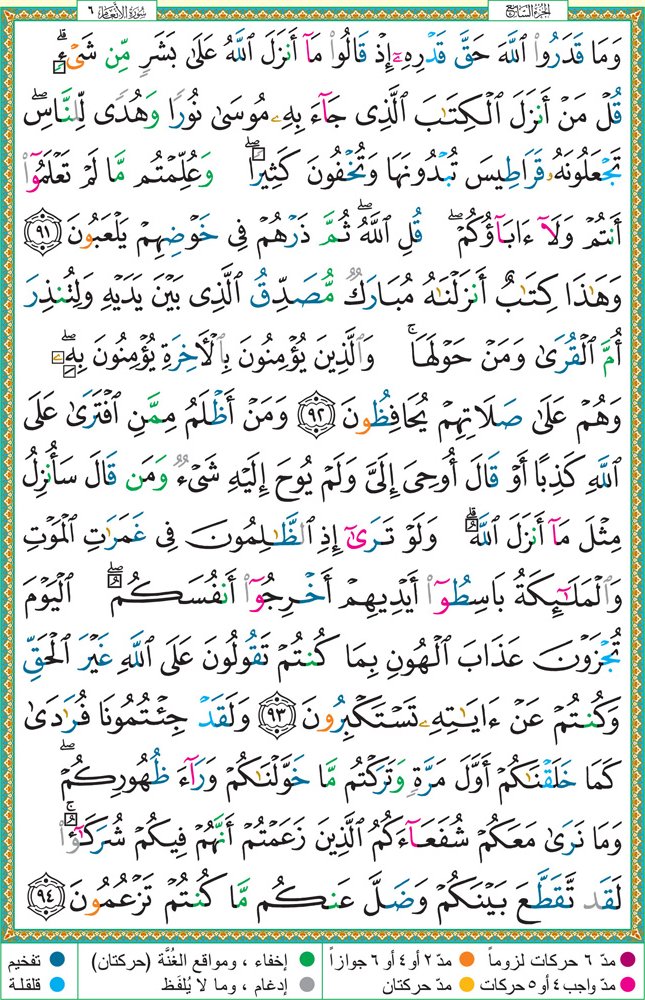 سورة الأنعام ٦ الجزء السابع
وَمَا قَدَرُوا۟ ٱللَّهَ حَقَّ قَدْرِهِۦٓ إِذْ قَالُوا۟ مَآ أَنزَلَ ٱللَّهُ عَلَىٰ بَشَرٍ مِّن شَىْءٍ ۗ
قُلْ مَنْ أَنزَلَ ٱلْكِتَـٰبَ ٱلَّذِى جَآءَ بِهِۦ مُوسَىٰ نُورًا وَهُدًى لِّلنَّاسِ ۖ
تَجْعَلُونَهُۥ قَرَاطِيسَ تُبْدُونَهَا وَتُخْفُونَ كَثِيرًا ۖ وَعُلِّمْتُم مَّا لَمْ تَعْلَمُوٓا۟
أَنتُمْ وَلَآ ءَابَآؤُكُمْ ۖ قُلِ ٱللَّهُ ۖ ثُمَّ ذَرْهُمْ فِى خَوْضِهِمْ يَلْعَبُونَ ٩١
وَهَـٰذَا كِتَـٰبٌ أَنزَلْنَـٰهُ مُبَارَكٌ مُّصَدِّقُ ٱلَّذِى بَيْنَ يَدَيْهِ وَلِتُنذِرَ
أُمَّ ٱلْقُرَىٰ وَمَنْ حَوْلَهَا ۚ وَٱلَّذِينَ يُؤْمِنُونَ بِٱلْـَٔاخِرَةِ يُؤْمِنُونَ بِهِۦ ۖ
وَهُمْ عَلَىٰ صَلَاتِهِمْ يُحَافِظُونَ ٩٢ وَمَنْ أَظْلَمُ مِمَّنِ ٱفْتَرَىٰ عَلَى
ٱللَّهِ كَذِبًا أَوْ قَالَ أُوحِىَ إِلَىَّ وَلَمْ يُوحَ إِلَيْهِ شَىْءٌ وَمَن قَالَ سَأُنزِلُ
مِثْلَ مَآ أَنزَلَ ٱللَّهُ ۗ وَلَوْ تَرَىٰٓ إِذِ ٱلظَّـٰلِمُونَ فِى غَمَرَٰتِ ٱلْمَوْتِ
وَٱلْمَلَـٰٓئِكَةُ بَاسِطُوٓا۟ أَيْدِيهِمْ أَخْرِجُوٓا۟ أَنفُسَكُمُ ۖ ٱلْيَوْمَ
تُجْزَوْنَ عَذَابَ ٱلْهُونِ بِمَا كُنتُمْ تَقُولُونَ عَلَى ٱللَّهِ غَيْرَ ٱلْحَقِّ
وَكُنتُمْ عَنْ ءَايَـٰتِهِۦ تَسْتَكْبِرُونَ ٩٣ وَلَقَدْ جِئْتُمُونَا فُرَٰدَىٰ
كَمَا خَلَقْنَـٰكُمْ أَوَّلَ مَرَّةٍ وَتَرَكْتُم مَّا خَوَّلْنَـٰكُمْ وَرَآءَ ظُهُورِكُمْ ۖ
وَمَا نَرَىٰ مَعَكُمْ شُفَعَآءَكُمُ ٱلَّذِينَ زَعَمْتُمْ أَنَّهُمْ فِيكُمْ شُرَكَـٰٓؤُا۟ ۚ
لَقَد تَّقَطَّعَ بَيْنَكُمْ وَضَلَّ عَنكُم مَّا كُنتُمْ تَزْعُمُونَ ٩٤
مدّ ٦ حركات لزوماً مدّ ٢ أو ٤ أو ٦ جوازاً إخفاء ، ومواقع الغُنَّة (حركتان) تفخيم
مدّ واجب ٤ أو ٥ حركات مدّ حركتان إدغام ، وما لا يُلفَظ قلقلة